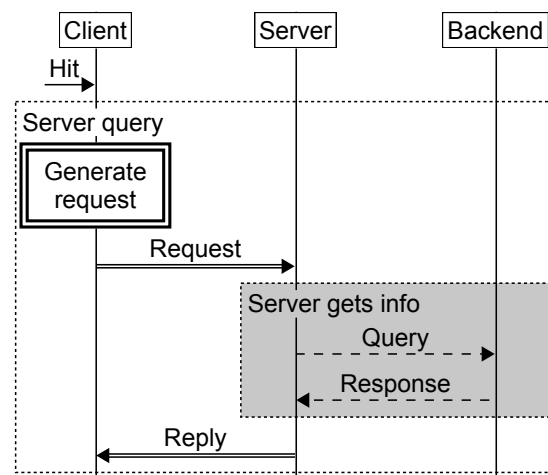 Client
Server
Backend
Hit
Server query
Generate
request
Request
Server gets info
Query
Response
Reply